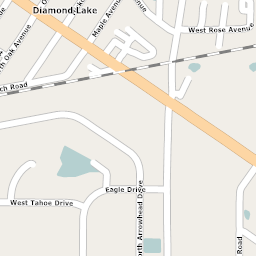 Diamond Lake
Maple Avenue
West Rose Avenue
Oak Avenue
Road
Eagle Drive
West Tahoe Drive
North Arrowhead Drive
Road